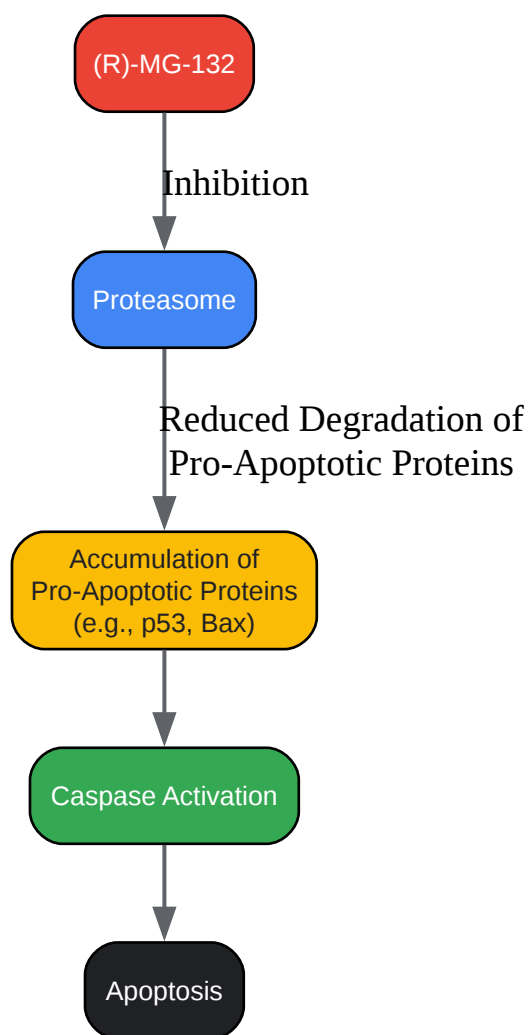 (R)-MG-132
Inhibition
Proteasome
Reduced Degradation of
Pro-Apoptotic Proteins
Accumulation of
Pro-Apoptotic Proteins
(e.g., p53, Bax)
Caspase Activation
Apoptosis